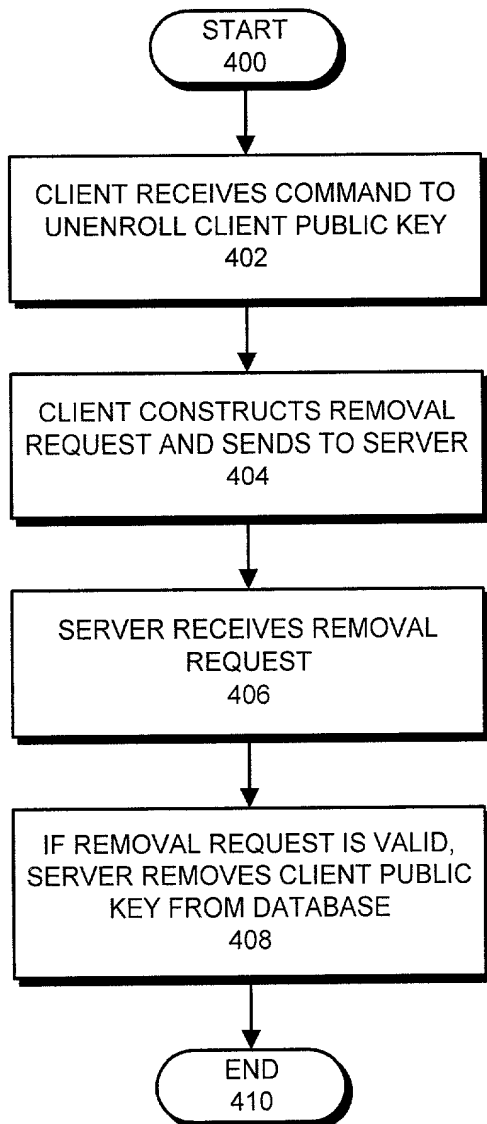 START
400
CLIENT RECEIVES COMMAND TO
UNENROLL CLIENT PUBLIC KEY
402
CLIENT CONSTRUCTS REMOVAL
REQUEST AND SENDS TO SERVER
404
SERVER RECEIVES REMOVAL
REQUEST
406
IF REMOVAL REQUEST IS VALID,
SERVER REMOVES CLIENT PUBLIC
KEY FROM DATABASE
408
END
410